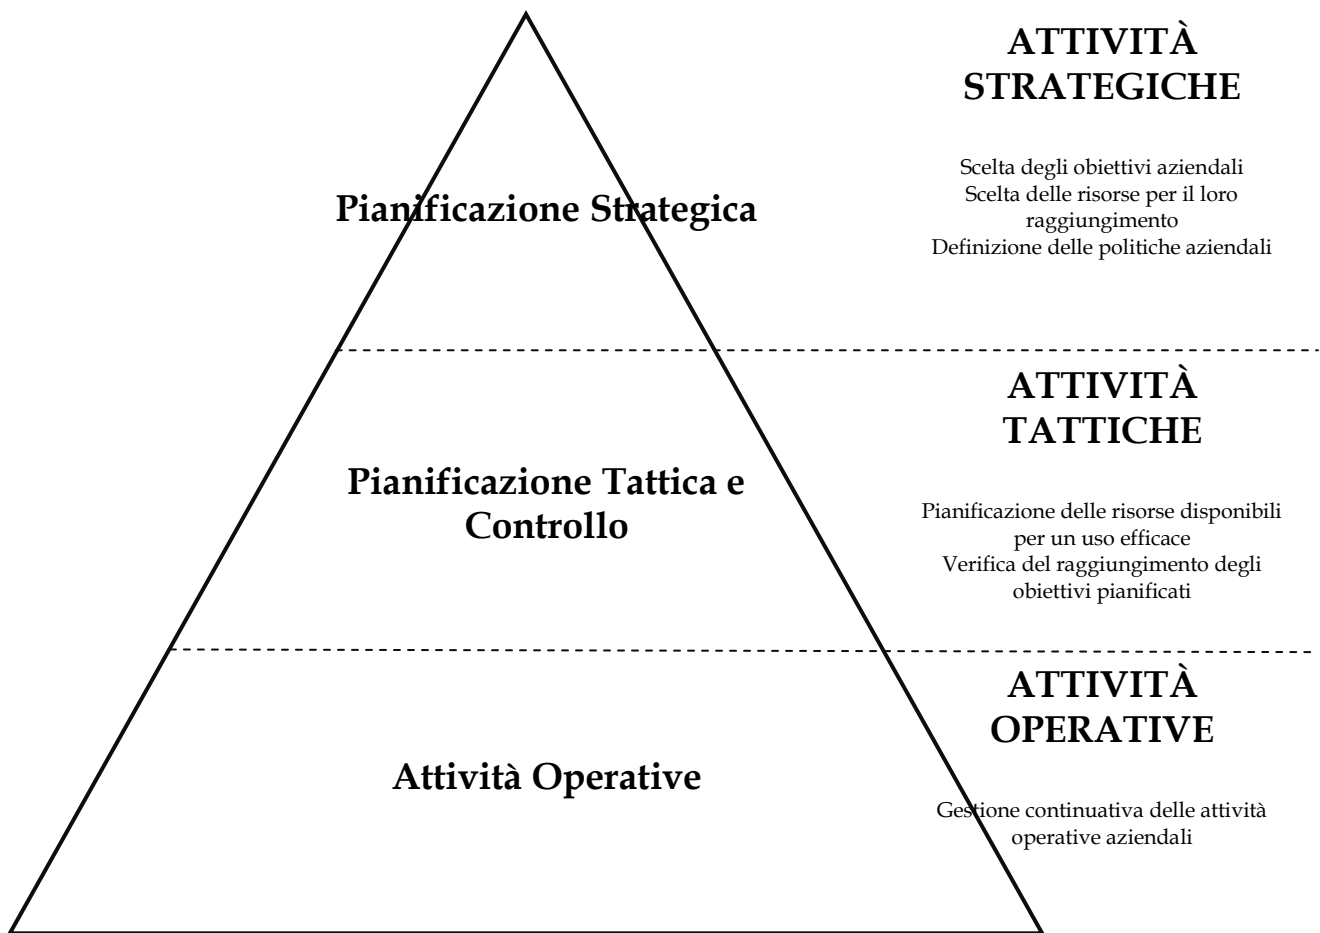 ATTIVITÀ
STRATEGICHE
Scelta degli obiettivi aziendali
Scelta delle risorse per il loro
raggiungimento
Definizione delle politiche aziendali
Pianificazione Strategica
ATTIVITÀ
TATTICHE
Pianificazione Tattica e
Controllo
Pianificazione delle risorse disponibili
per un uso efficace
Verifica del raggiungimento degli
obiettivi pianificati
ATTIVITÀ
OPERATIVE
Attività Operative
Gestione continuativa delle attività
operative aziendali